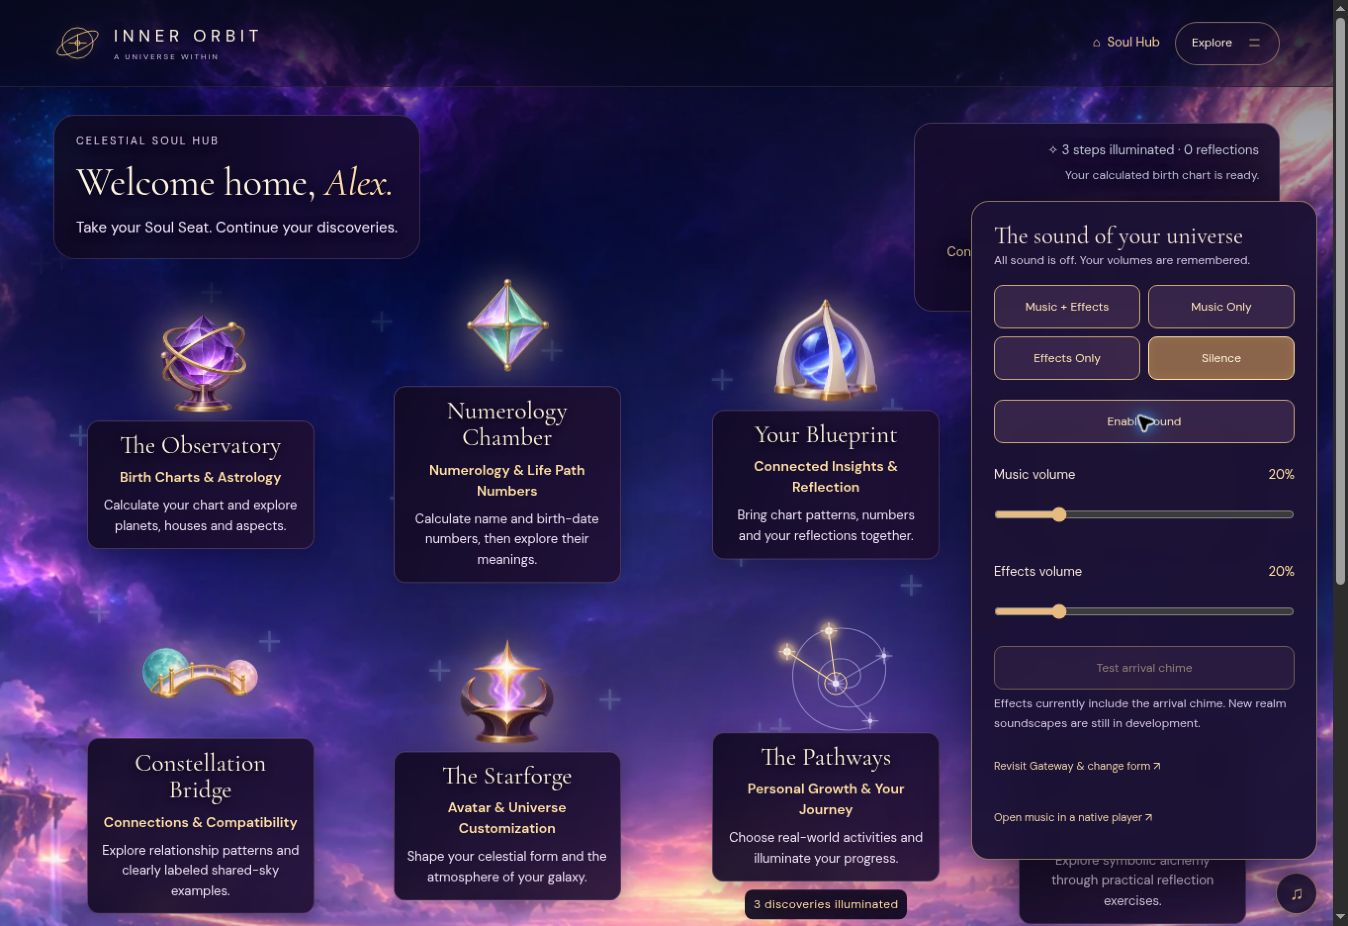 INNER ORBIT
A UNIVERSE WITHIN
Soul Hub
Explore
CELESTIAL SOUL HUB
Welcome home, Alex.
Take your Soul Seat. Continue your discoveries.
3 steps illuminated · 0 reflections
Your calculated birth chart is ready.
The sound of your universe
All sound is off. Your volumes are remembered.
Music + Effects
Music Only
Effects Only
Silence
Music volume
20%
Effects volume
20%
Test arrival chime
Effects currently include the arrival chime. New realm
soundscapes are still in development.
Revisit Gateway & change form ↗
Open music in a native player ↗
The Observatory
Birth Charts & Astrology
Calculate your chart and explore
planets, houses and aspects.
Numerology
Chamber
Numerology & Life Path
Numbers
Calculate name and birth-date
numbers, then explore their
meanings.
Your Blueprint
Connected Insights &
Reflection
Bring chart patterns, numbers
and your reflections together.
Constellation
Bridge
Connections & Compatibility
Explore relationship patterns and
clearly labeled shared-sky
examples.
The Starforge
Avatar & Universe
Customization
Shape your celestial form and the
atmosphere of your galaxy.
The Pathways
Personal Growth & Your
Journey
Choose real-world activities and
illuminate your progress.
3 discoveries illuminated
Explore symbolic alchemy
through practical reflection
exercises.